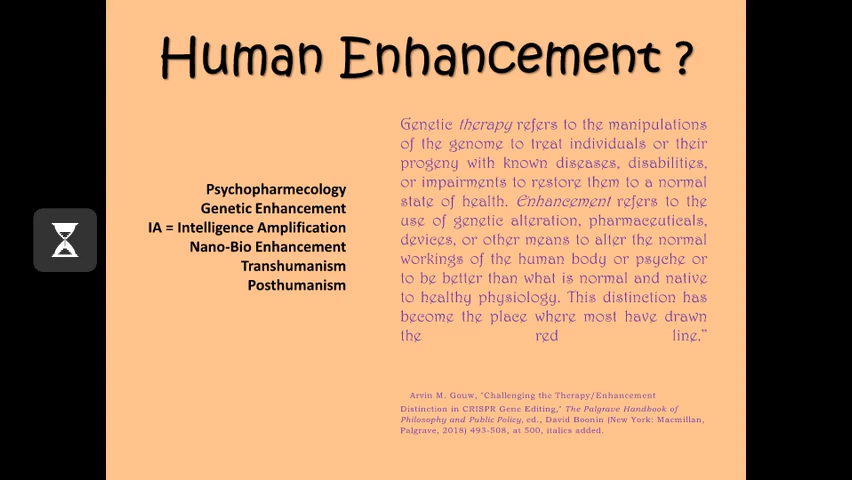 Human Enhancement ?
Psychopharmecology
Genetic Enhancement
IA = Intelligence Amplification
Nano-Bio Enhancement
Transhumanism
Posthumanism
Genetic therapy refers to the manipulations
of the genome to treat individuals or their
progeny with known diseases, disabilities,
or impairments to restore them to a normal
state of health. Enhancement refers to the
use of genetic alteration, pharmaceuticals,
devices, or other means to alter the normal
workings of the human body or psyche or
to be better than what is normal and native
to healthy physiology. This distinction has
become the place where most have drawn
the red line.”
Arvin M. Gouw, "Challenging the Therapy/Enhancement
Distinction in CRISPR Gene Editing," The Palgrave Handbook of
Philosophy and Public Policy, ed., David Boonin (New York: Macmillan,
Palgrave, 2018) 493-508, at 500, italics added.